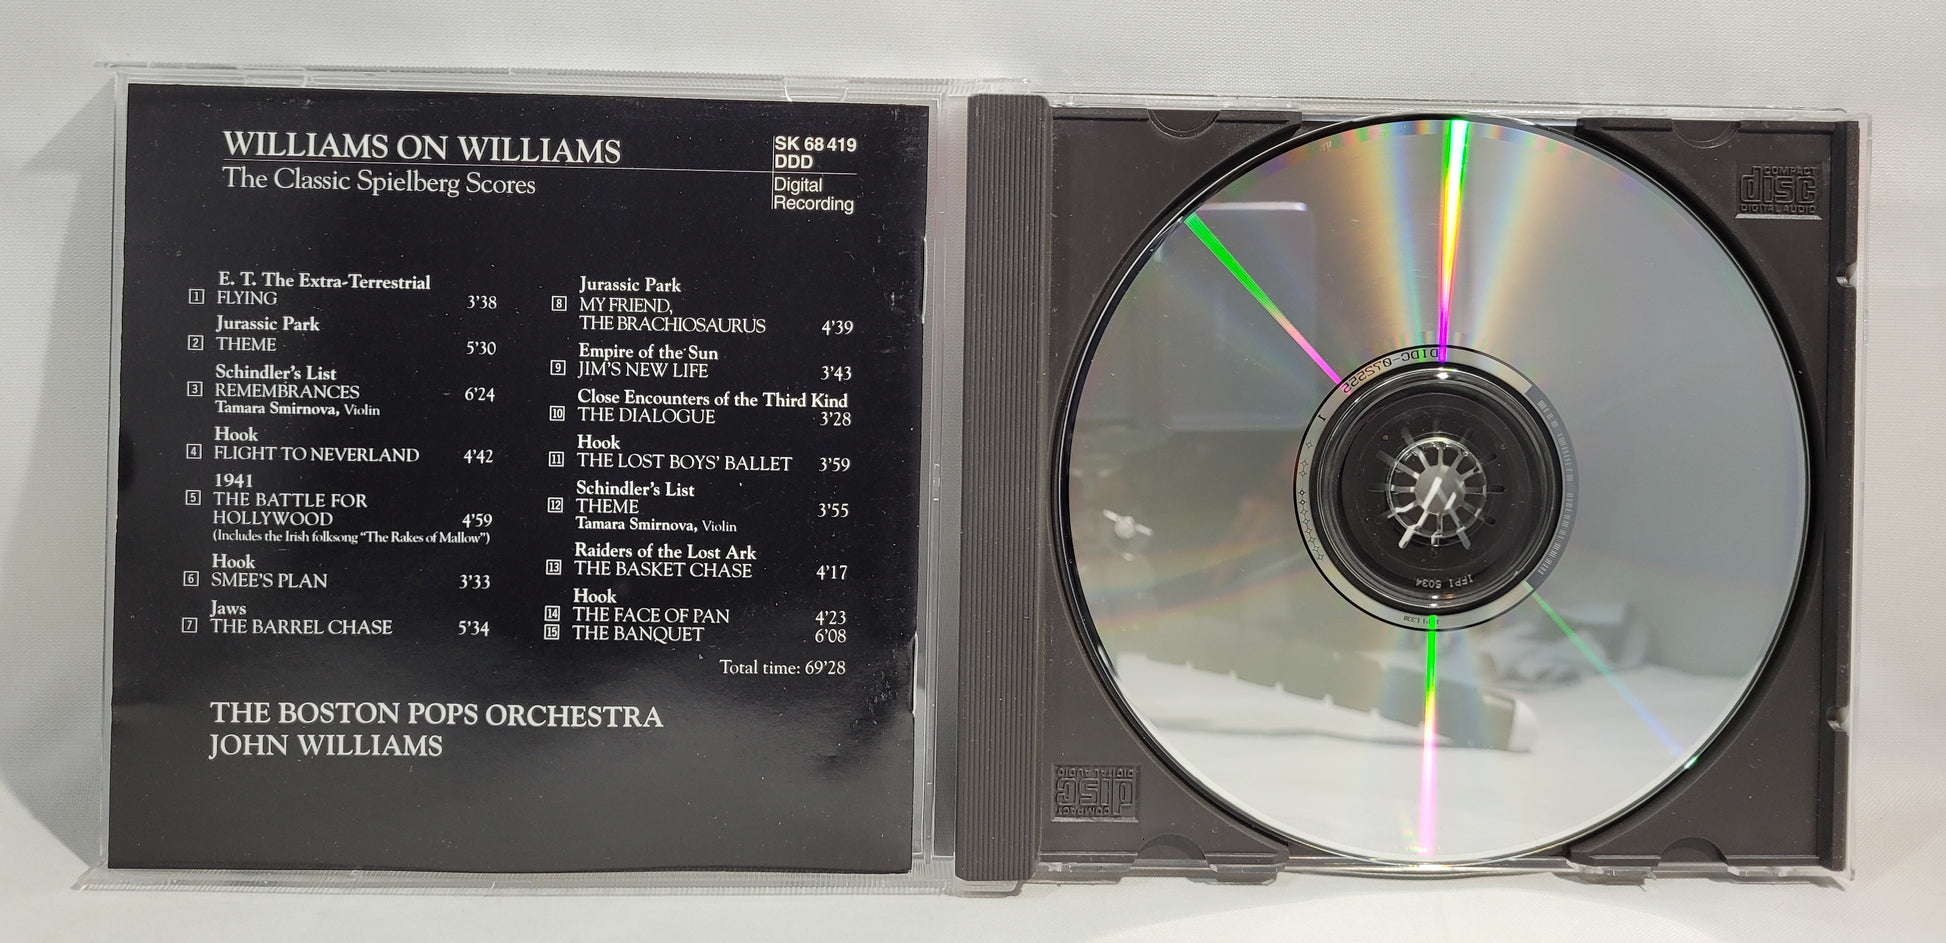 WILLIAMS ON WILLIAMS
The Classic Spielberg Scores
SK 68 419
DDD
Digital
Recording
E. T. The Extra-Terrestrial
1 FLYING 3'38
Jurassic Park
2 THEME 5'30
Schindler's List
3 REMEMBRANCES 6'24
Tamara Smirnova, Violin
Hook
4 FLIGHT TO NEVERLAND 4'42
1941
5 THE BATTLE FOR
HOLLYWOOD 4'59
(Includes the Irish folksong “The Rakes of Mallow”)
Hook
6 SMEE'S PLAN 3'33
Jaws
7 THE BARREL CHASE 5'34
Jurassic Park
8 MY FRIEND,
THE BRACHIOSAURUS 4'39
Empire of the Sun
9 JIM'S NEW LIFE 3'43
Close Encounters of the Third Kind
10 THE DIALOGUE 3'28
Hook
11 THE LOST BOYS' BALLET 3'59
Schindler's List
12 THEME 3'55
Tamara Smirnova, Violin
Raiders of the Lost Ark
13 THE BASKET CHASE 4'17
Hook
14 THE FACE OF PAN 4'23
15 THE BANQUET 6'08
Total time: 69'28
THE BOSTON POPS ORCHESTRA
JOHN WILLIAMS
COMPACT
disc
DIGITAL AUDIO
1
IFPI 5034
COMPACT
disc
DIGITAL AUDIO